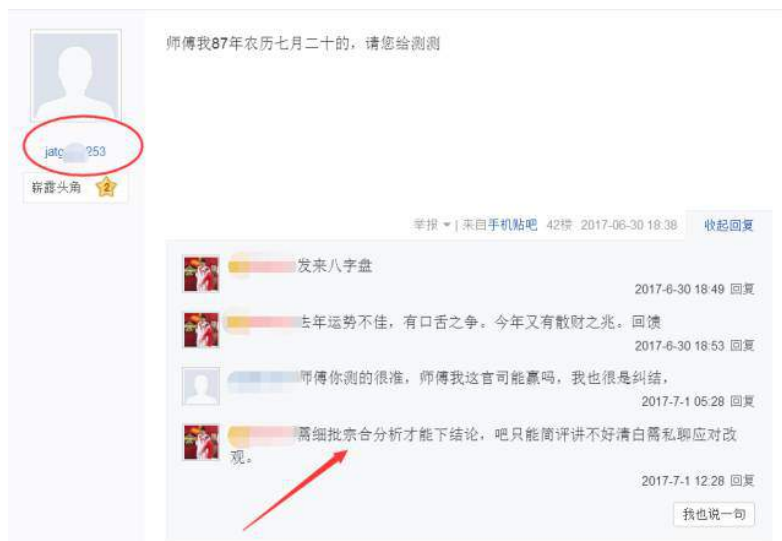 师傅我87年农历七月二十的，请您给测测
jatg 253
崭露头角 2
举报 | 来自手机贴吧 42楼 2017-06-30 18:38 收起回复
发来八字盘
2017-6-30 18:49 回复
去年运势不佳，有口舌之争。今年又有散财之兆。回馈
2017-6-30 18:53 回复
师傅你测的很准，师傅我这官司能赢吗，我也很是纠结，
2017-7-1 05:28 回复
需细批宗合分析才能下结论，吧只能简评讲不好清白需私聊应对改
观。
2017-7-1 12:28 回复
我也说一句